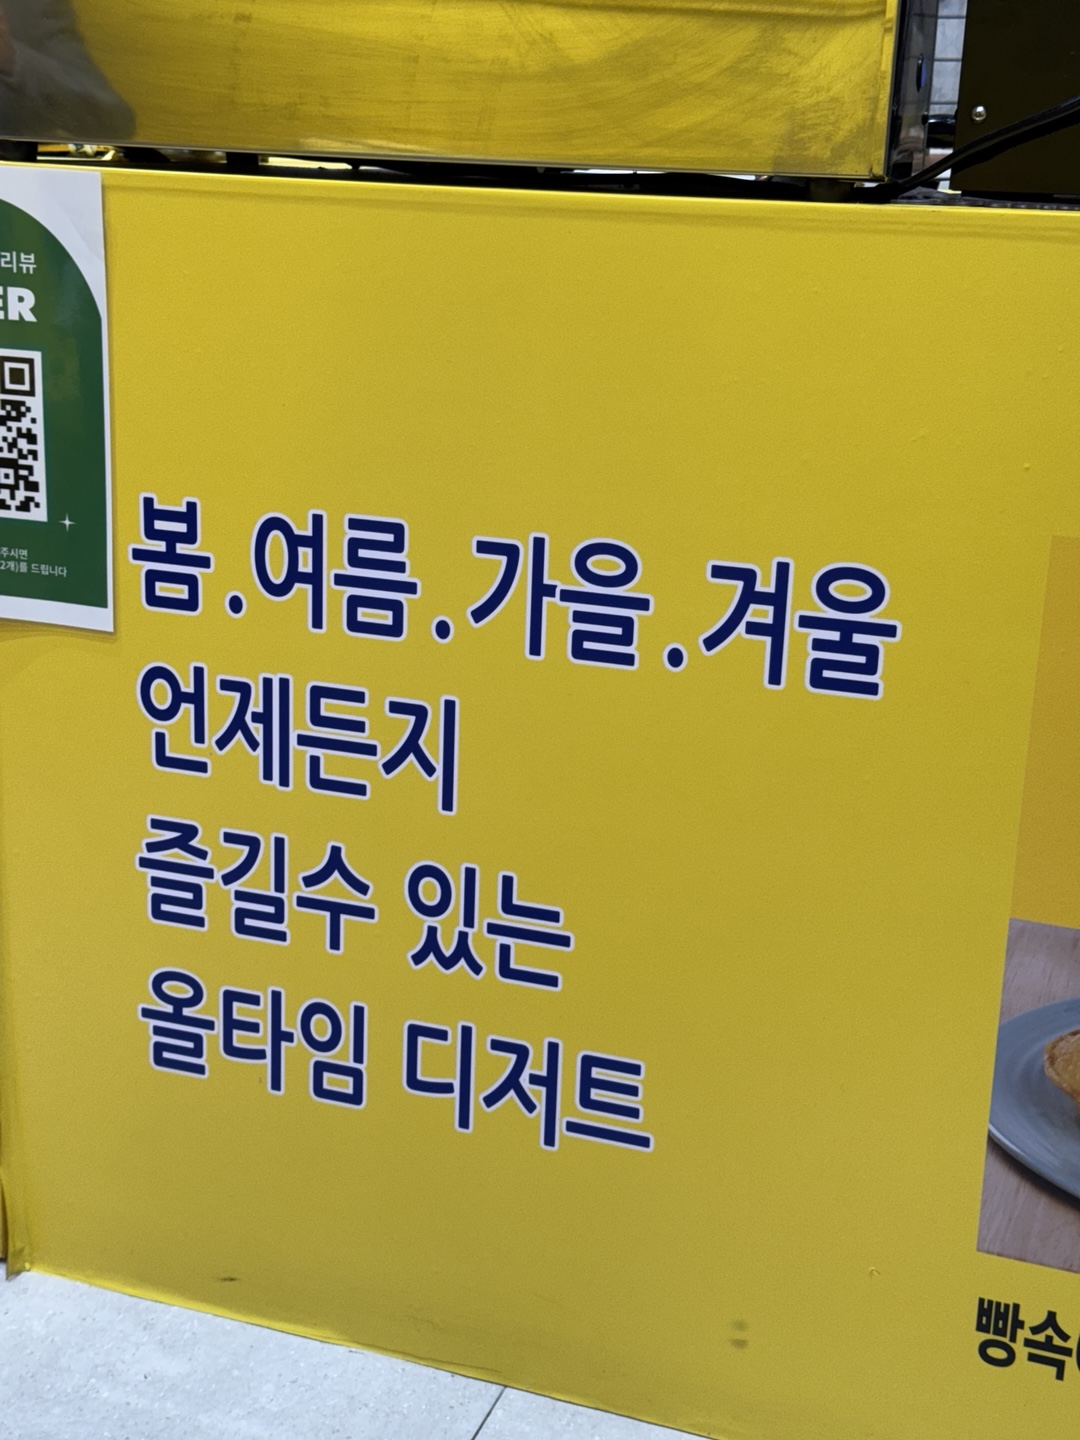 리뷰
ER
주시면
2개)를 드립니다
봄.여름.가을.겨울
언제든지
즐길수 있는
올타임 디저트
빵속